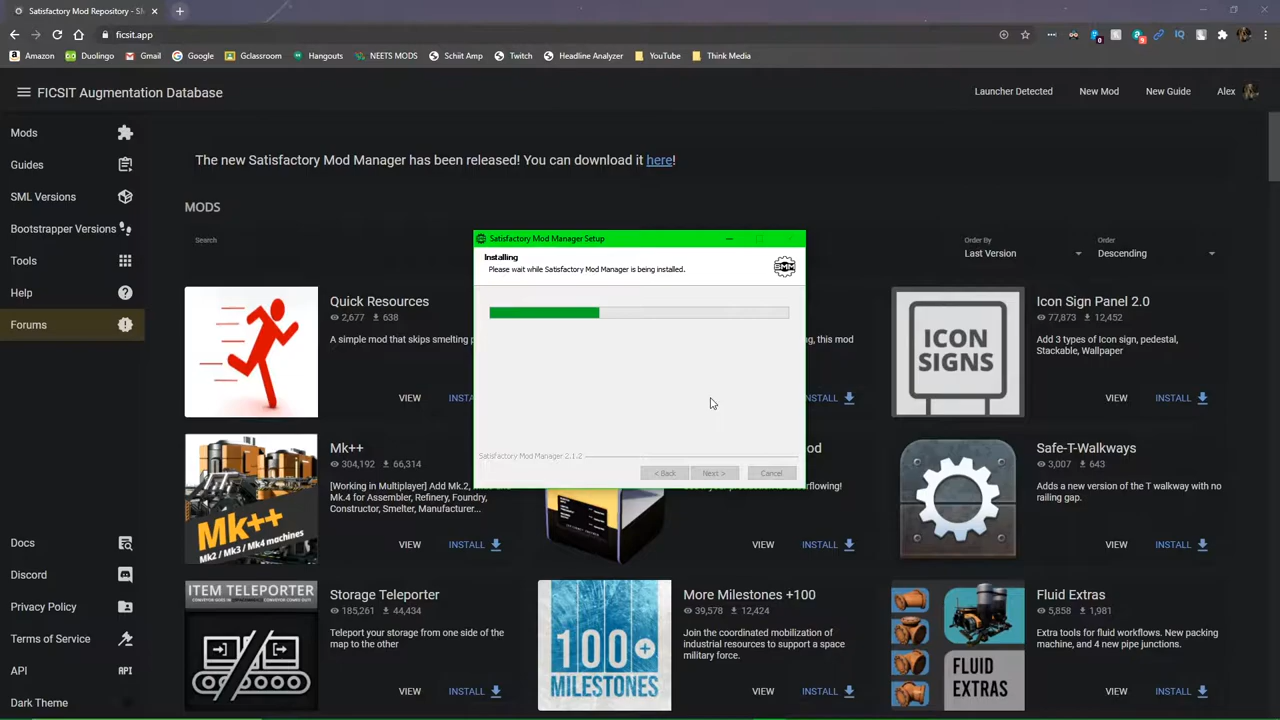 Satisfactory Mod Repository - S
ficsit.app
Amazon
Duolingo
Gmail
Google
Gclassroom
Hangouts
NEETS MODS
Schiit Amp
Twitch
Headline Analyzer
YouTube
Think Media
FICSIT Augmentation Database
Launcher Detected
New Mod
New Guide
Alex
Mods
Guides
SML Versions
Bootstrapper Versions
Tools
Help
Forums
Docs
Discord
Privacy Policy
Terms of Service
API
API
Dark Theme
The new Satisfactory Mod Manager has been released! You can download it here!
MODS
Search
Order By
Last Version
Order
Descending
Quick Resources
2,677 638
A simple mod that skips smelting p
VIEW
INSTA
Satisfactory Mod Manager Setup
Installing
Please wait while Satisfactory Mod Manager is being installed.
SMM
Satisfactory Mod Manager 2.1.2
< Back
Next >
Cancel
ng, this mod
INSTALL
Icon Sign Panel 2.0
77,873 12,452
Add 3 types of Icon sign, pedestal,
Stackable, Wallpaper
ICON
SIGNS
VIEW
INSTALL
Mk++
304,192 66,314
[Working in Multiplayer] Add Mk.2,
Mk.4 for Assembler, Refinery, Foundry,
Constructor, Smelter, Manufacturer...
Mk++
Mk2 / Mk3 / Mk4 machines
VIEW
INSTALL
od
rflowing!
VIEW
INSTALL
Safe-T-Walkways
3,007 643
Adds a new version of the T walkway with no
railing gap.
VIEW
INSTALL
ITEM TELEPORTER
Storage Teleporter
185,261 44,434
Teleport your storage from one side of the
map to the other
VIEW
INSTALL
100
MILESTONES
More Milestones +100
39,578 12,424
Join the coordinated mobilization of
industrial resources to support a space
military force.
VIEW
INSTALL
FLUID
EXTRAS
Fluid Extras
5,858 1,981
Extra tools for fluid workflows. New packing
machine, and 4 new pipe junctions.
VIEW
INSTALL